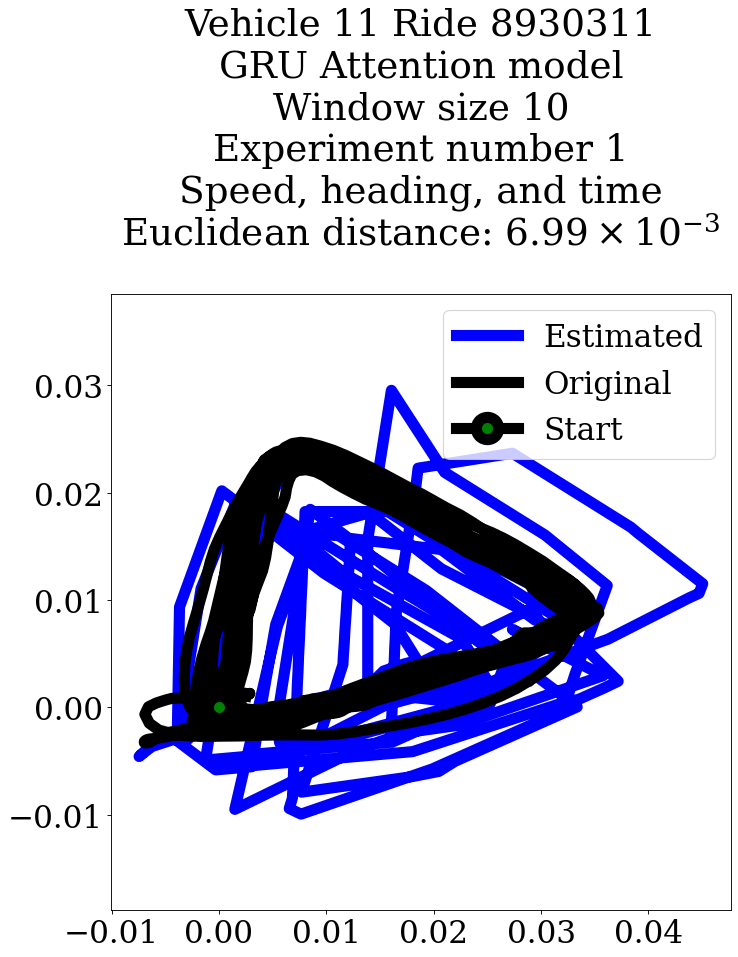 Vehicle 11 Ride 8930311
GRU Attention model
Window size 10
Experiment number 1
Speed, heading, and time
Euclidean distance: 6.99 × 10⁻³
Estimated
Original
Start
0.03
0.02
0.01
0.00
−0.01
−0.01 0.00 0.01 0.02 0.03 0.04